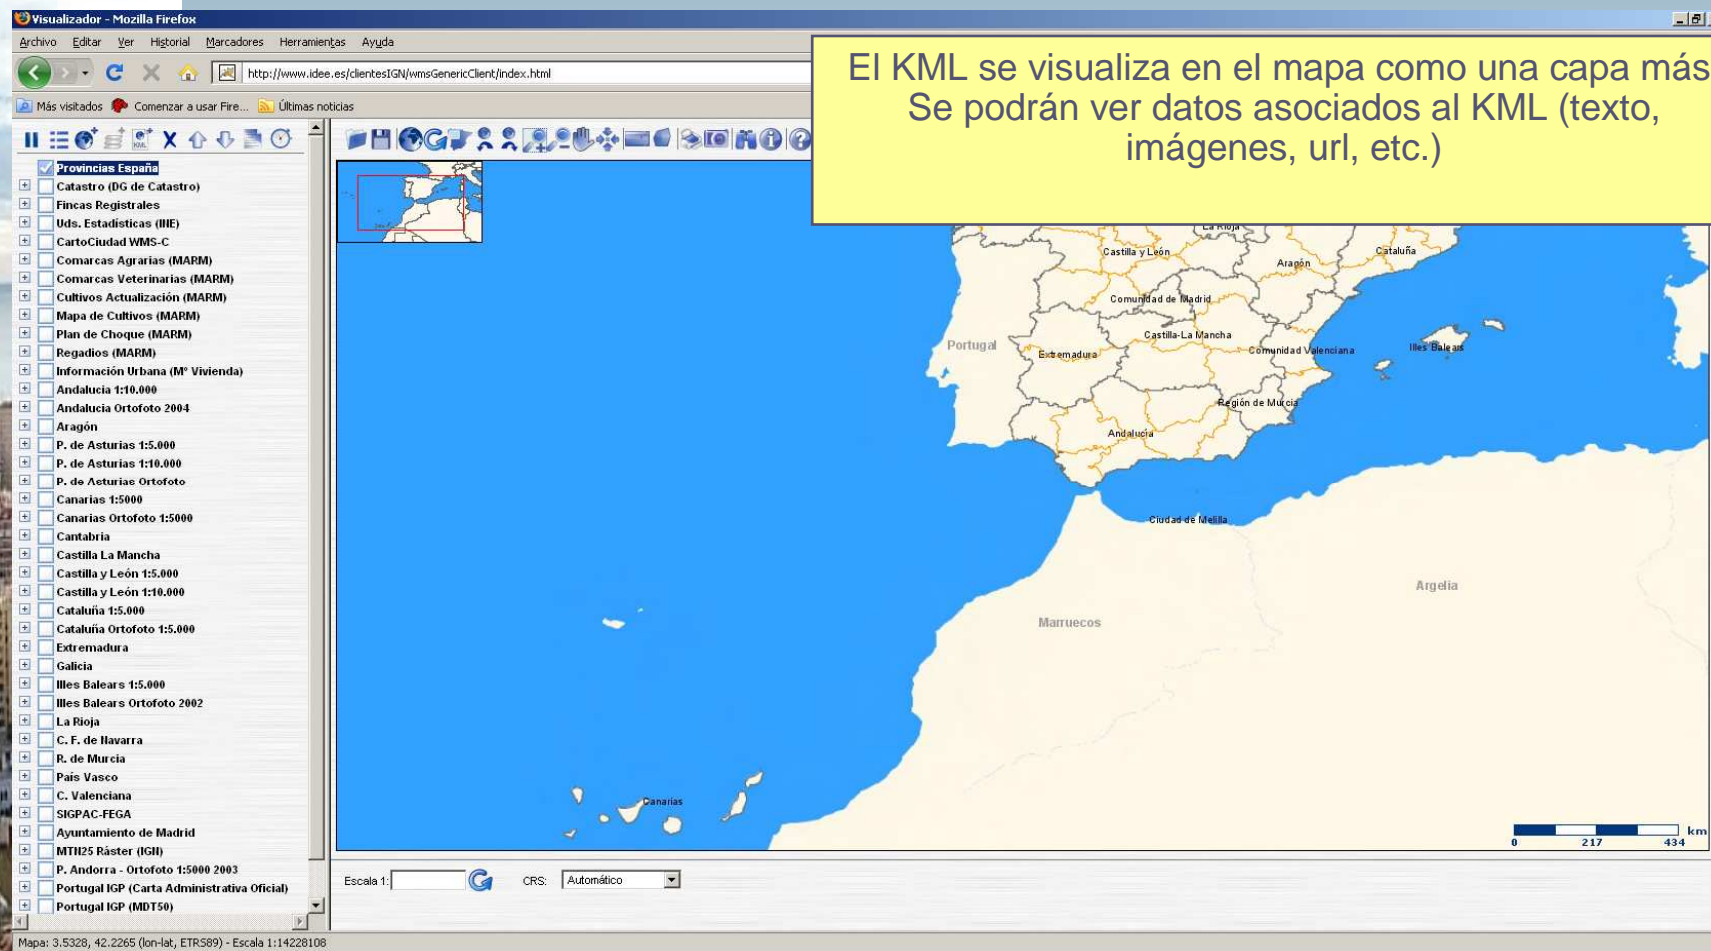 Visualizador - Mozilla Firefox
Archivo Editar Ver Historial Marcadores Herramientas Ayuda
http://www.idee.es/clientesIGN/wmsGenericClient/index.html
Más visitados Comenzar a usar Fire... Últimas noticias
El KML se visualiza en el mapa como una capa más
Se podrán ver datos asociados al KML (texto,
imágenes, url, etc.)
KML
Provincias España
Catastro (DG de Catastro)
Fincas Registrales
Uds. Estadísticas (INE)
CartoCiudad WMS-C
Comarcas Agrarias (MARM)
Comarcas Veterinarias (MARM)
Cultivos Actualización (MARM)
Mapa de Cultivos (MARM)
Plan de Choque (MARM)
Regadios (MARM)
Información Urbana (Mº Vivienda)
Andalucia 1:10.000
Andalucia Ortofoto 2004
Aragón
P. de Asturias 1:5.000
P. de Asturias 1:10.000
P. de Asturias Ortofoto
Canarias 1:5000
Canarias Ortofoto 1:5000
Cantabria
Castilla La Mancha
Castilla y León 1:5.000
Castilla y León 1:10.000
Cataluña 1:5.000
Cataluña Ortofoto 1:5.000
Extremadura
Galicia
Illes Balears 1:5.000
Illes Balears Ortofoto 2002
La Rioja
C. F. de Navarra
R. de Murcia
País Vasco
C. Valenciana
SIGPAC-FEGA
Ayuntamiento de Madrid
MTN25 Ráster (IGN)
P. Andorra - Ortofoto 1:5000 2003
Portugal IGP (Carta Administrativa Oficial)
Portugal IGP (MDT50)
La Rioja
Castilla y León
Aragón
Cataluña
Comunidad de Madrid
Castilla-La Mancha
Portugal
Extremadura
Comunidad Valenciana
Illes Balears
Región de Murcia
Andalucía
Ciudad de Melilla
Argelia
Marruecos
Canarias
km
0 217 434
Escala 1: CRS: Automático
Mapa: 3.5328, 42.2265 (lon-lat, ETRS89) - Escala 1:14228108